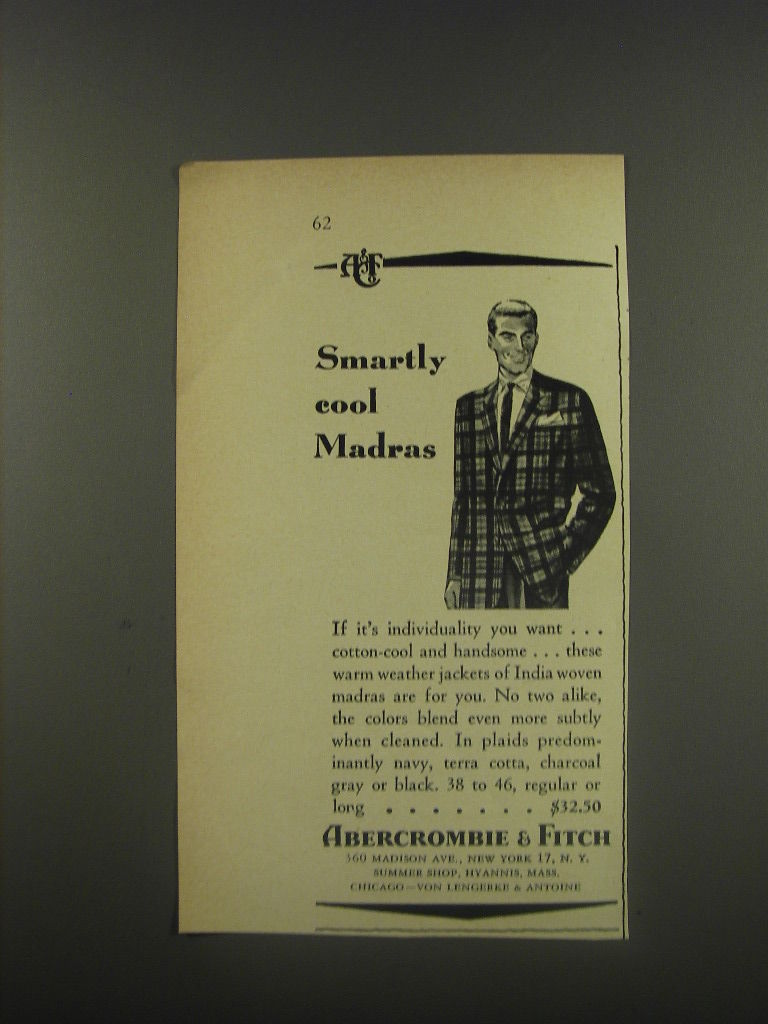 62
A&F Co
Smartly
cool
Madras
If it's individuality you want . . .
cotton-cool and handsome . . . these
warm weather jackets of India woven
madras are for you. No two alike,
the colors blend even more subtly
when cleaned. In plaids predom-
inantly navy, terra cotta, charcoal
gray or black. 38 to 46, regular or
long . . . . . . . $32.50
ABERCROMBIE & FITCH
360 MADISON AVE., NEW YORK 17, N. Y.
SUMMER SHOP, HYANNIS, MASS.
CHICAGO—VON LENGERKE & ANTOINE